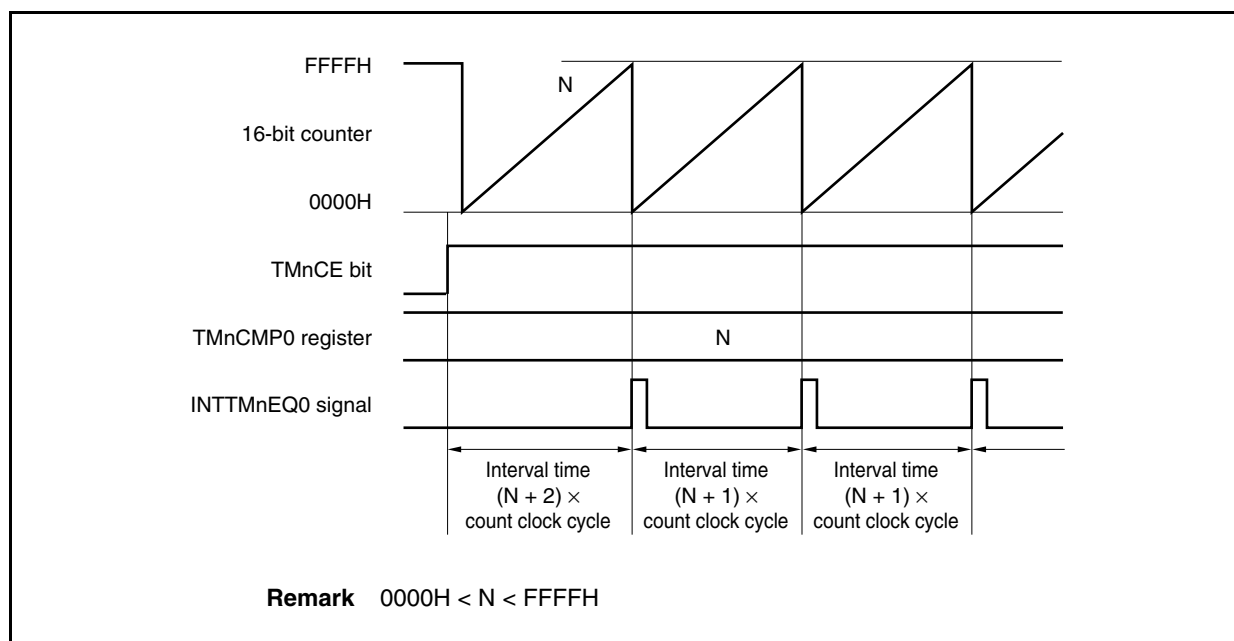 FFFFH
N
16-bit counter
0000H
TMnCE bit
TMnCMP0 register
N
INTTMnEQ0 signal
Interval time
(N + 2) ×
count clock cycle
Interval time
(N + 1) ×
count clock cycle
Interval time
(N + 1) ×
count clock cycle
Remark 0000H < N < FFFFH